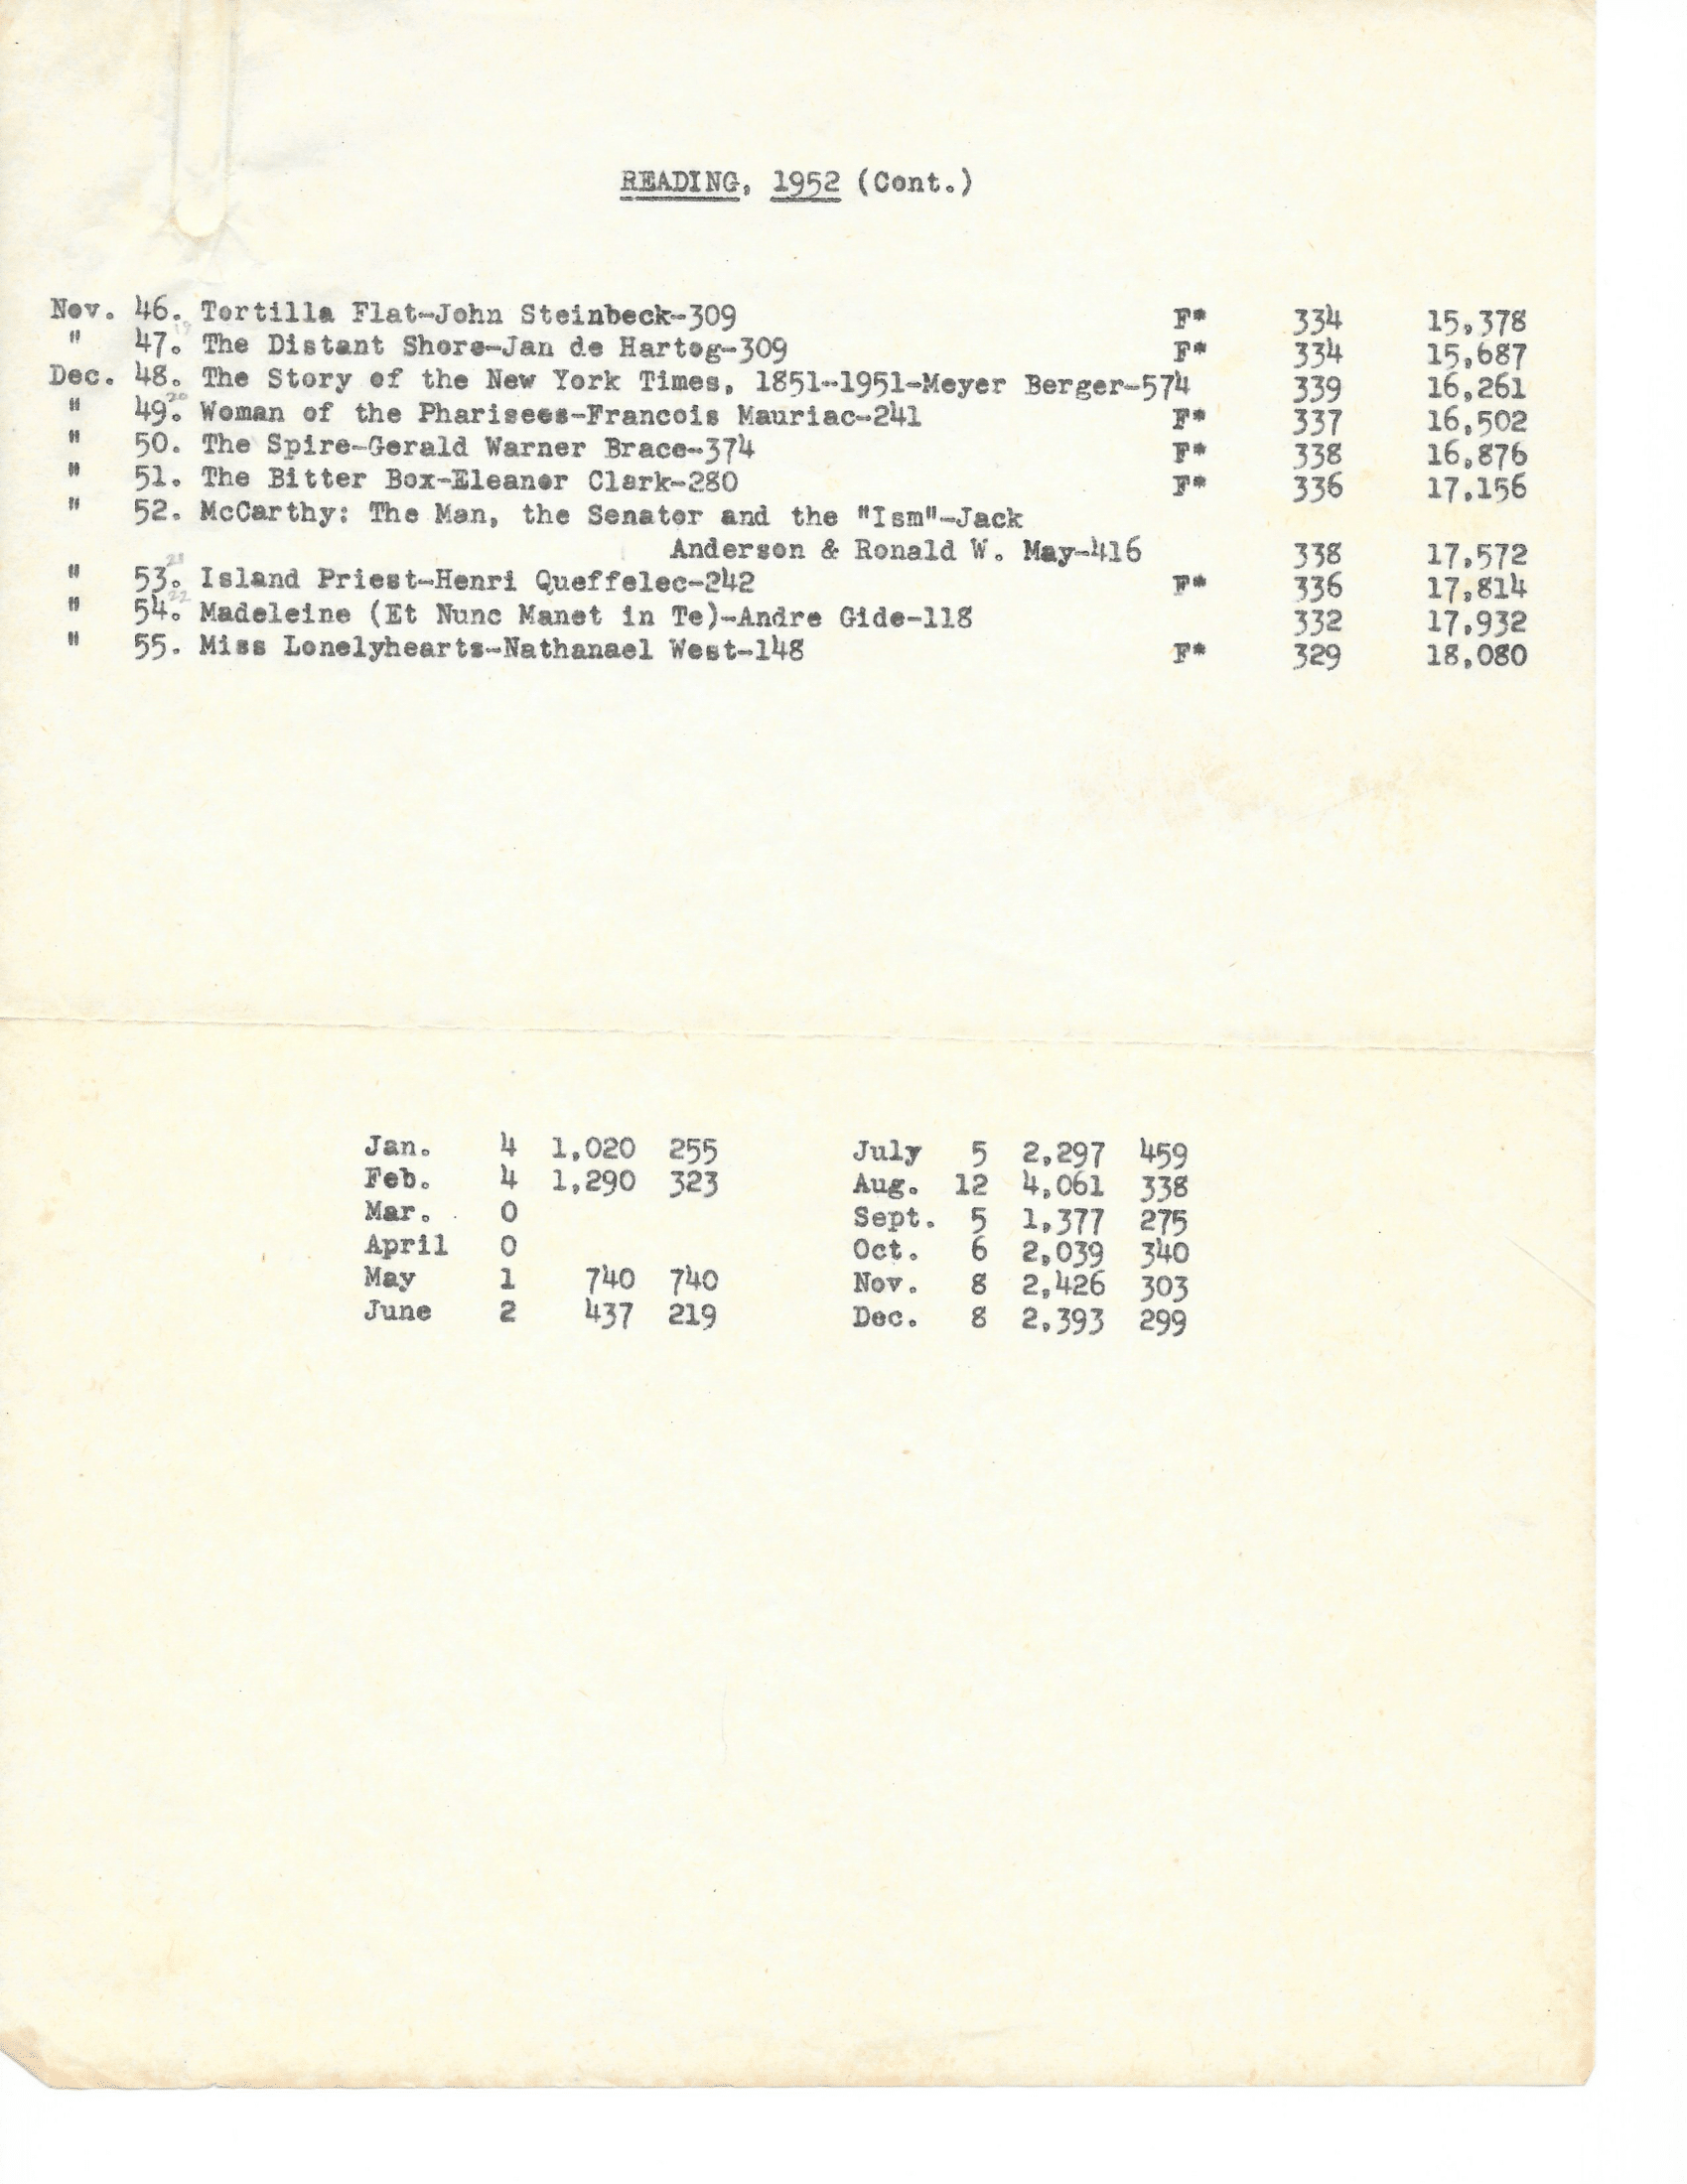 READING, 1952 (Cont.)
Nov. 46. Tortilla Flat-John Steinbeck-309 F* 334 15,378
" 47. The Distant Shore-Jan de Hartog-309 F* 334 15,687
Dec. 48. The Story of the New York Times, 1851-1951-Meyer Berger-574 339 16,261
" 49. Woman of the Pharisees-Francois Mauriac-241 F* 337 16,502
" 50. The Spire-Gerald Warner Brace-374 F* 338 16,876
" 51. The Bitter Box-Eleanor Clark-280 F* 336 17,156
" 52. McCarthy: The Man, the Senator and the "Ism"-Jack
Anderson & Ronald W. May-416 338 17,572
" 53. Island Priest-Henri Queffelec-242 F* 336 17,814
" 54. Madeleine (Et Nunc Manet in Te)-Andre Gide-118 332 17,932
" 55. Miss Lonelyhearts-Nathanael West-148 F* 329 18,080
Jan. 4 1,020 255 July 5 2,297 459
Feb. 4 1,290 323 Aug. 12 4,061 338
Mar. 0 Sept. 5 1,377 275
April 0 Oct. 6 2,039 340
May 1 740 740 Nov. 8 2,426 303
June 2 437 219 Dec. 8 2,393 299